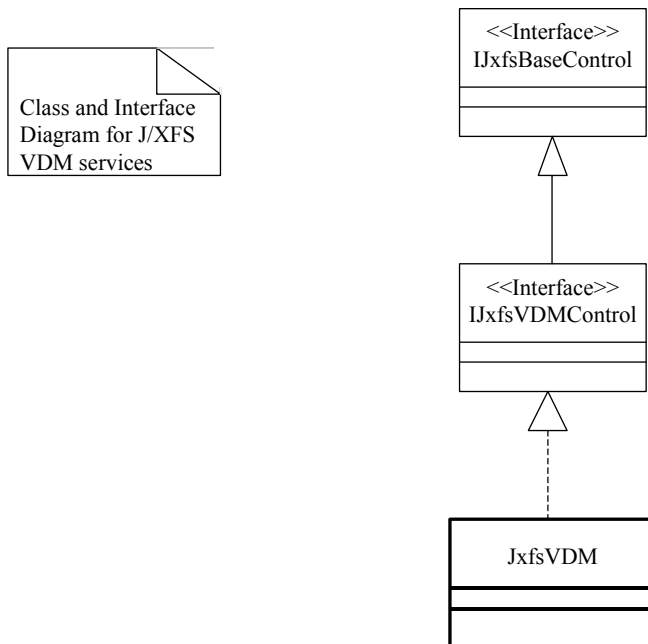 <<Interface>>
IJxfsBaseControl
Class and Interface
Diagram for J/XFS
VDM services
<<Interface>>
IJxfsVDMControl
JxfsVDM